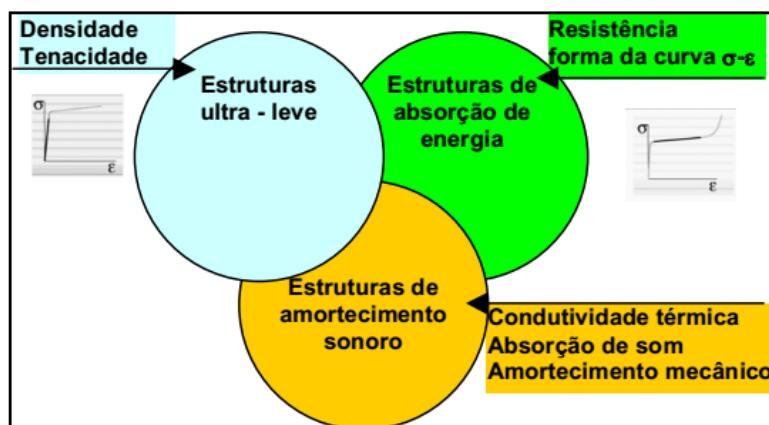 Densidade
Tenacidade
Resistência
forma da curva σ-ε
Estruturas
ultra - leve
Estruturas de
absorção de
energia
σ
ε
σ
ε
Estruturas de
amortecimento
sonoro
Condutividade térmica
Absorção de som
Amortecimento mecânico